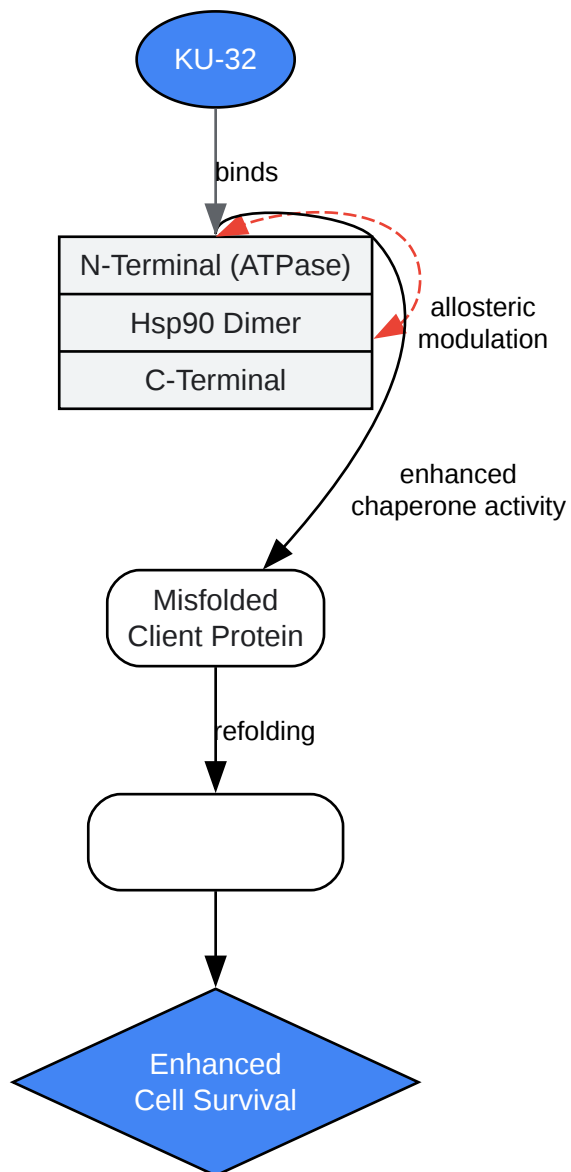 KU-32
binds
N-Terminal (ATPase)
Hsp90 Dimer
C-Terminal
allosteric
modulation
enhanced
chaperone activity
Misfolded
Client Protein
refolding
Enhanced
Cell Survival